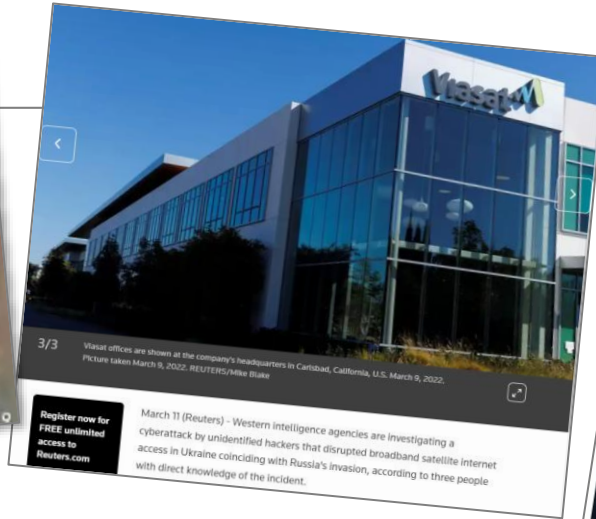 Viasat
3/3
Viasat offices are shown at the company's headquarters in Carlsbad, California, U.S. March 9, 2022.
Picture taken March 9, 2022. REUTERS/Mike Blake
Register now for
FREE unlimited
access to
Reuters.com
March 11 (Reuters) - Western intelligence agencies are investigating a
cyberattack by unidentified hackers that disrupted broadband satellite internet
access in Ukraine coinciding with Russia's invasion, according to three people
with direct knowledge of the incident.